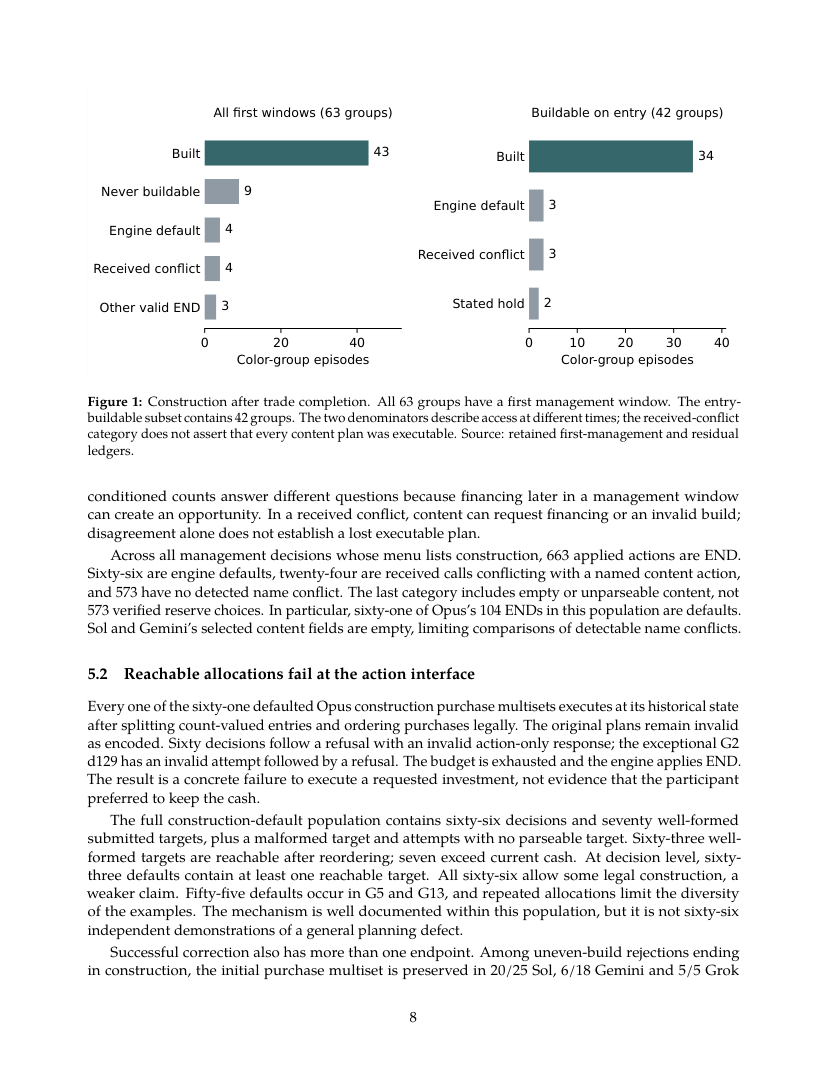 All first windows (63 groups)
Built 43
Never buildable 9
Engine default 4
Received conflict 4
Other valid END 3
0 20 40
Color-group episodes
Buildable on entry (42 groups)
Built 34
Engine default 3
Received conflict 3
Stated hold 2
0 10 20 30 40
Color-group episodes
Figure 1: Construction after trade completion. All 63 groups have a first management window. The entry-
buildable subset contains 42 groups. The two denominators describe access at different times; the received-conflict
category does not assert that every content plan was executable. Source: retained first-management and residual
ledgers.
conditioned counts answer different questions because financing later in a management window
can create an opportunity. In a received conflict, content can request financing or an invalid build;
disagreement alone does not establish a lost executable plan.
Across all management decisions whose menu lists construction, 663 applied actions are END.
Sixty-six are engine defaults, twenty-four are received calls conflicting with a named content action,
and 573 have no detected name conflict. The last category includes empty or unparseable content, not
573 verified reserve choices. In particular, sixty-one of Opus's 104 ENDs in this population are defaults.
Sol and Gemini's selected content fields are empty, limiting comparisons of detectable name conflicts.
5.2 Reachable allocations fail at the action interface
Every one of the sixty-one defaulted Opus construction purchase multisets executes at its historical state
after splitting count-valued entries and ordering purchases legally. The original plans remain invalid
as encoded. Sixty decisions follow a refusal with an invalid action-only response; the exceptional G2
d129 has an invalid attempt followed by a refusal. The budget is exhausted and the engine applies END.
The result is a concrete failure to execute a requested investment, not evidence that the participant
preferred to keep the cash.
The full construction-default population contains sixty-six decisions and seventy well-formed
submitted targets, plus a malformed target and attempts with no parseable target. Sixty-three well-
formed targets are reachable after reordering; seven exceed current cash. At decision level, sixty-
three defaults contain at least one reachable target. All sixty-six allow some legal construction, a
weaker claim. Fifty-five defaults occur in G5 and G13, and repeated allocations limit the diversity
of the examples. The mechanism is well documented within this population, but it is not sixty-six
independent demonstrations of a general planning defect.
Successful correction also has more than one endpoint. Among uneven-build rejections ending
in construction, the initial purchase multiset is preserved in 20/25 Sol, 6/18 Gemini and 5/5 Grok
8